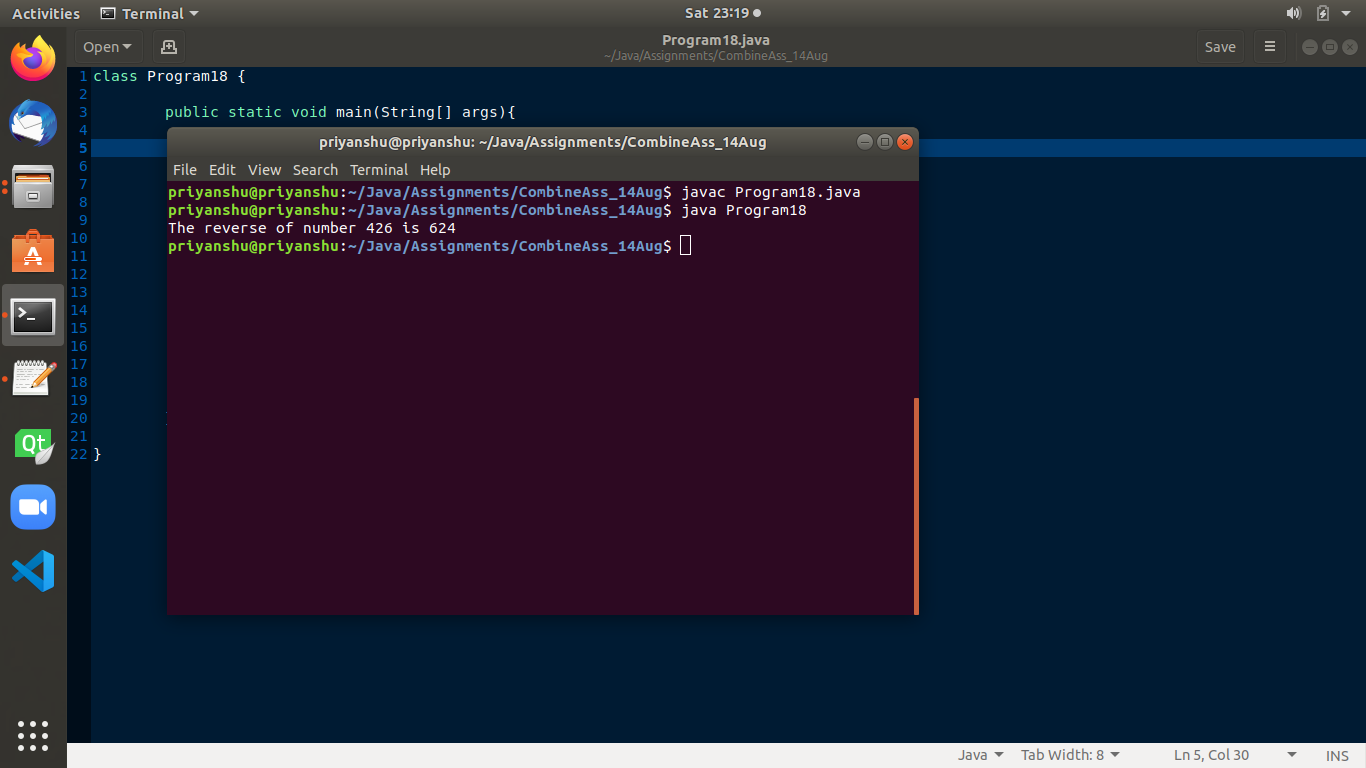 Activities Terminal Sat 23:19
Open Program18.java Save
~/Java/Assignments/CombineAss_14Aug
1 class Program18 {
2
3 public static void main(String[] args){
4
5
6
7
8
9
10
11
12
13
14
15
16
17
18
19
20
21
22 }
priyanshu@priyanshu: ~/Java/Assignments/CombineAss_14Aug
File Edit View Search Terminal Help
priyanshu@priyanshu:~/Java/Assignments/CombineAss_14Aug$ javac Program18.java
priyanshu@priyanshu:~/Java/Assignments/CombineAss_14Aug$ java Program18
The reverse of number 426 is 624
priyanshu@priyanshu:~/Java/Assignments/CombineAss_14Aug$
Qt
Java Tab Width: 8 Ln 5, Col 30 INS